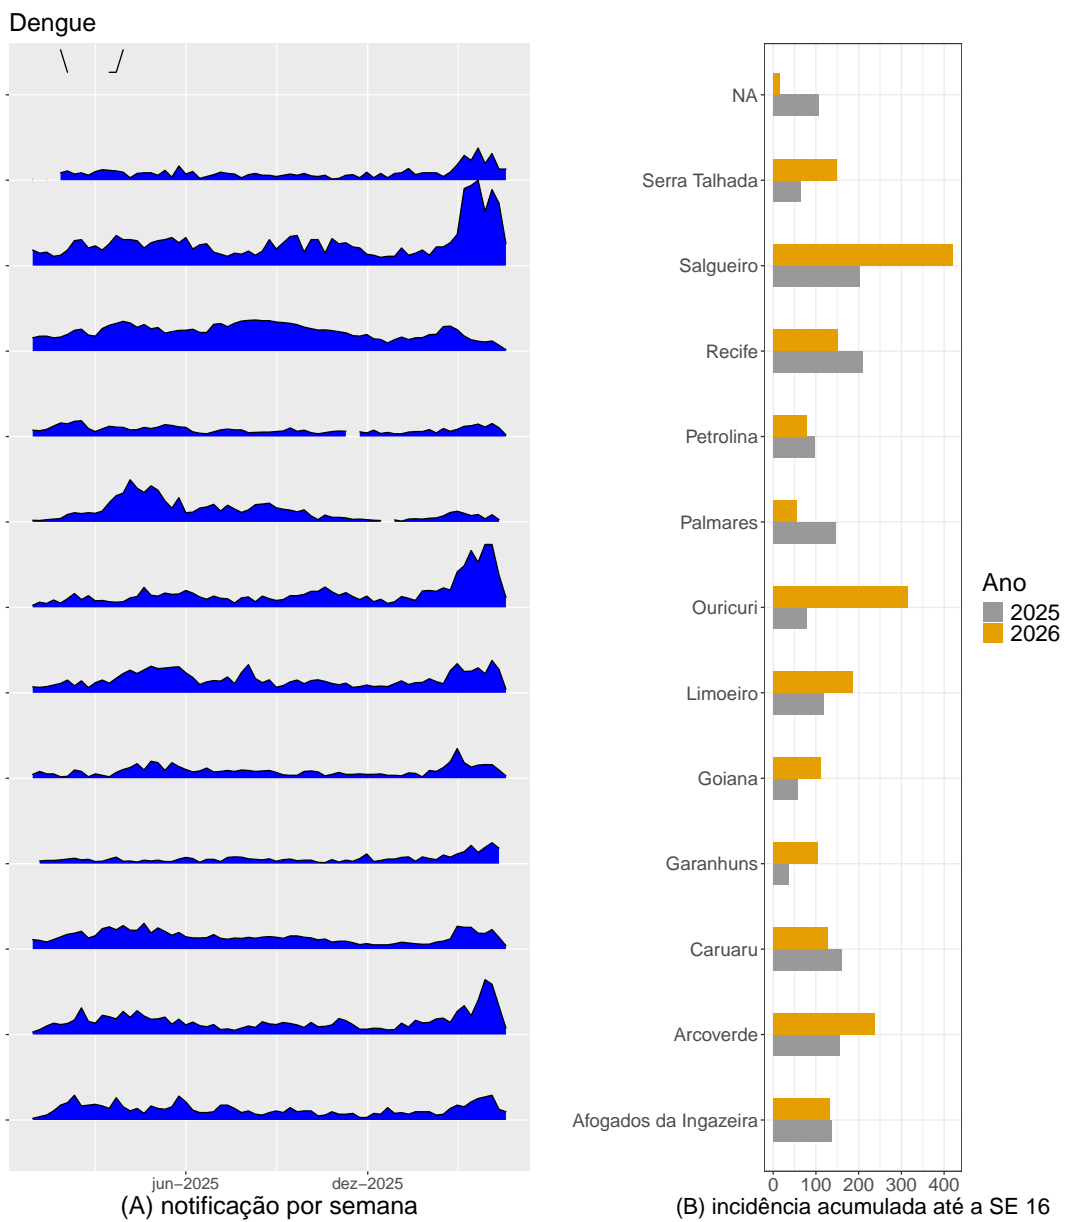 Dengue
NA
Serra Talhada
Salgueiro
Recife
Petrolina
Palmares
Ouricuri
Limoeiro
Goiana
Garanhuns
Caruaru
Arcoverde
Afogados da Ingazeira
Ano
2025
2026
jun−2025 dez−2025
0 100 200 300 400
(A) notificação por semana
(B) incidência acumulada até a SE 16